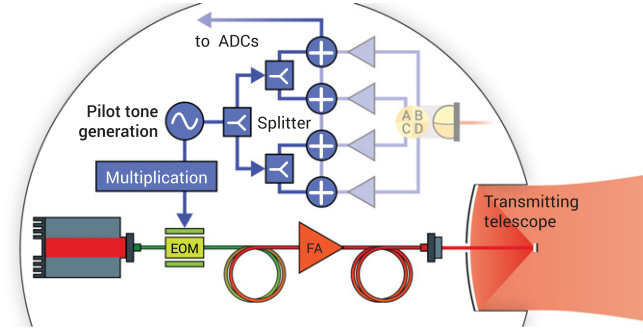 to ADCs
Pilot tone
generation
Splitter
A B
C D
Multiplication
Transmitting
telescope
EOM
FA